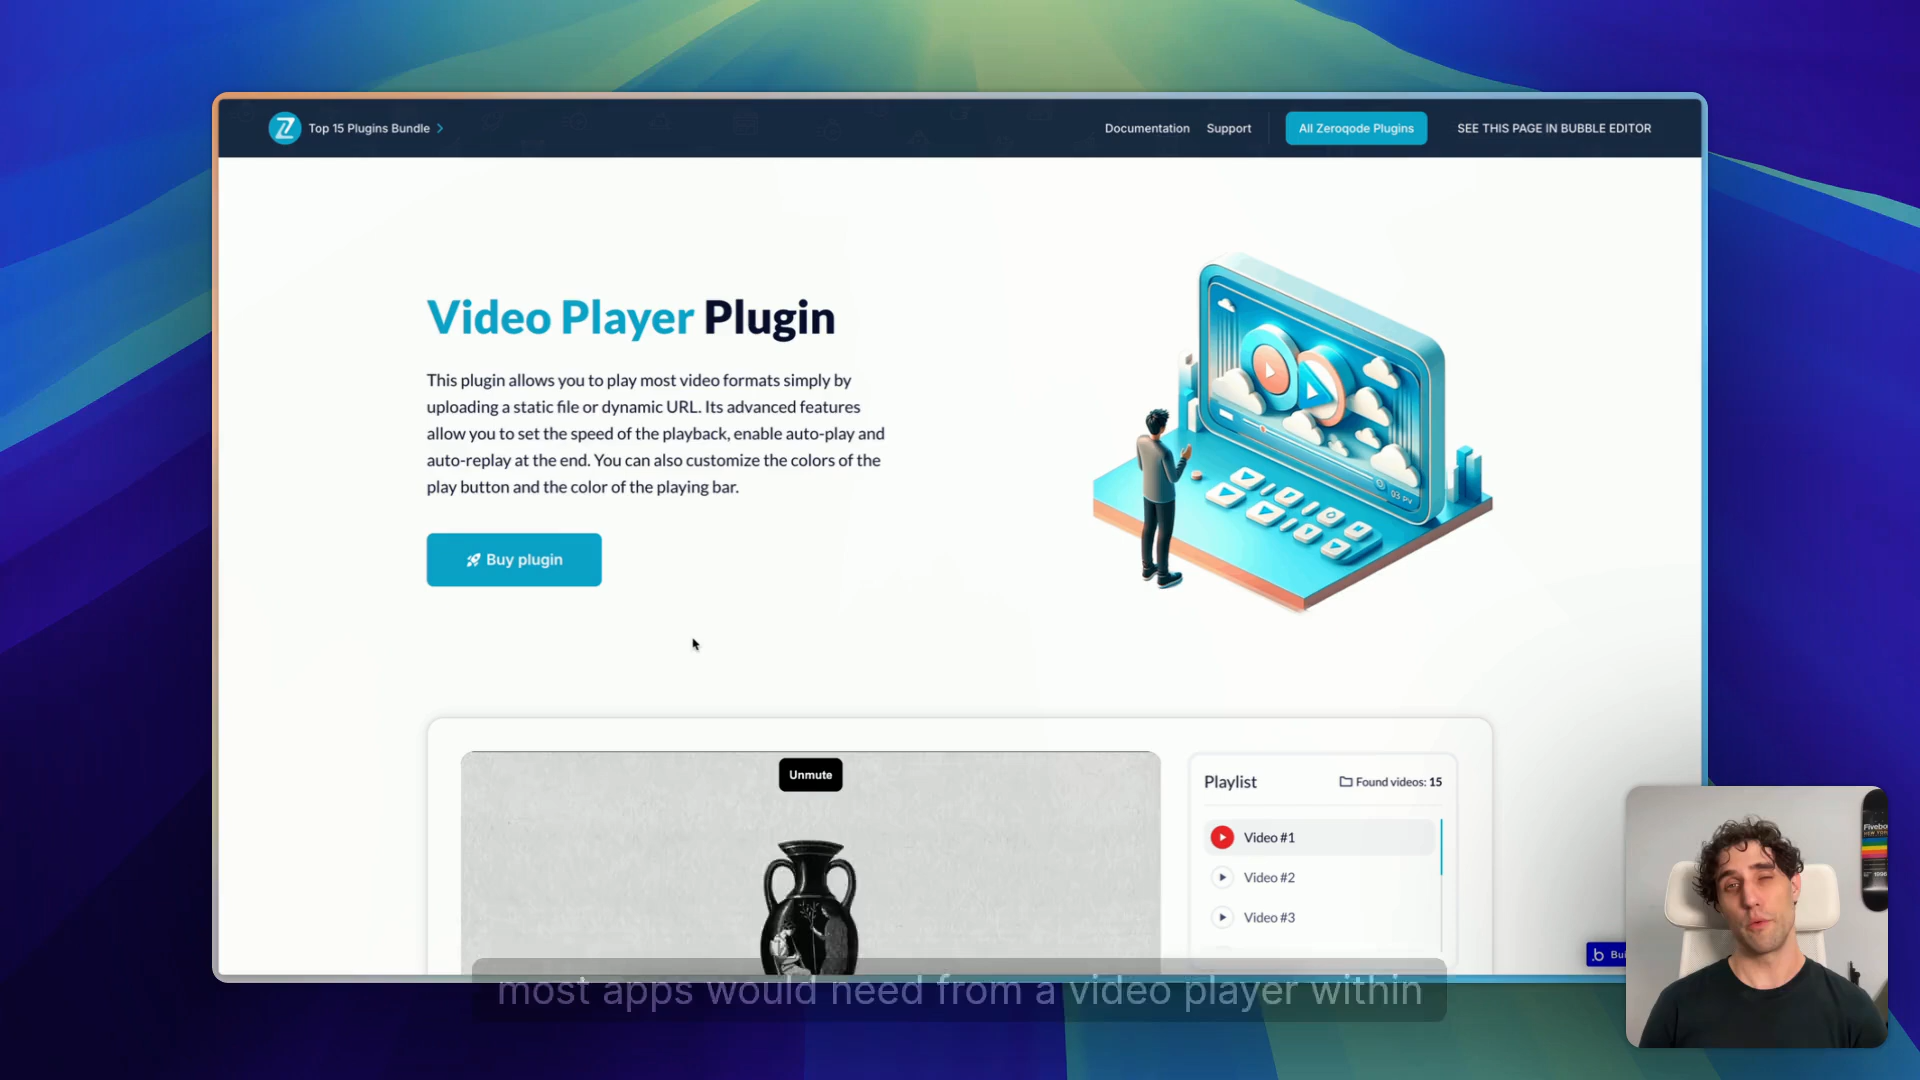 Top 15 Plugins Bundle
Documentation
Support
All Zeroqode Plugins
SEE THIS PAGE IN BUBBLE EDITOR
Video Player Plugin
This plugin allows you to play most video formats simply by
uploading a static file or dynamic URL. Its advanced features
allow you to set the speed of the playback, enable auto-play and
auto-replay at the end. You can also customize the colors of the
play button and the color of the playing bar.
Buy plugin
Unmute
Playlist
Found videos: 15
Video #1
Video #2
Video #3
most apps would need from a video player within